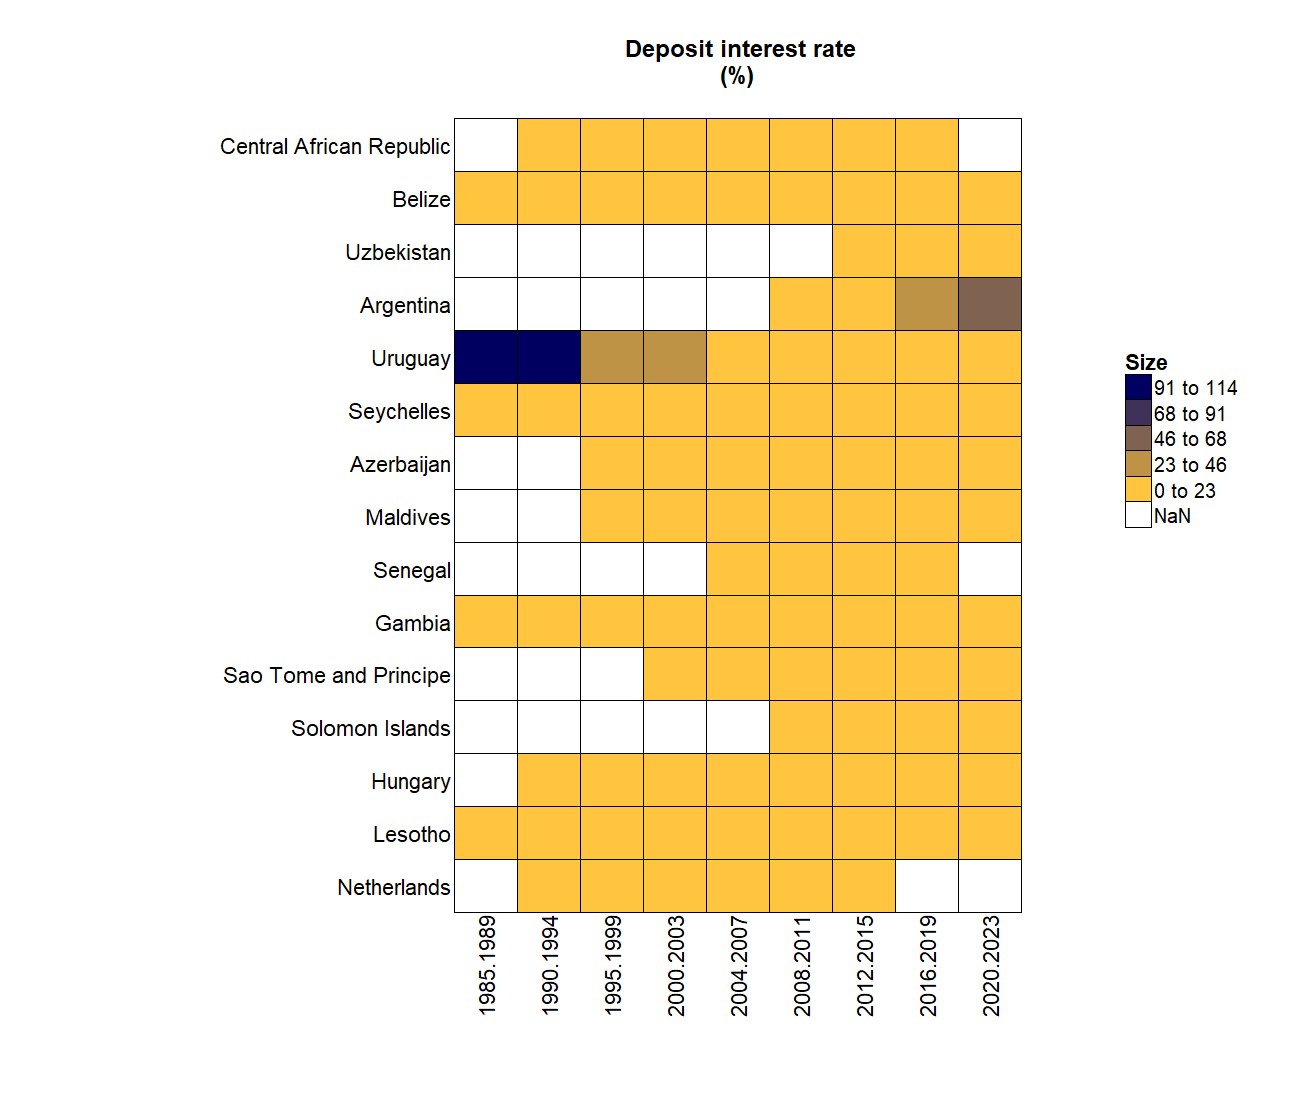 Deposit interest rate
(%)
Central African Republic
Belize
Uzbekistan
Argentina
Uruguay
Seychelles
Azerbaijan
Maldives
Senegal
Gambia
Sao Tome and Principe
Solomon Islands
Hungary
Lesotho
Netherlands
1985.1989
1990.1994
1995.1999
2000.2003
2004.2007
2008.2011
2012.2015
2016.2019
2020.2023
Size
91 to 114
68 to 91
46 to 68
23 to 46
0 to 23
NaN